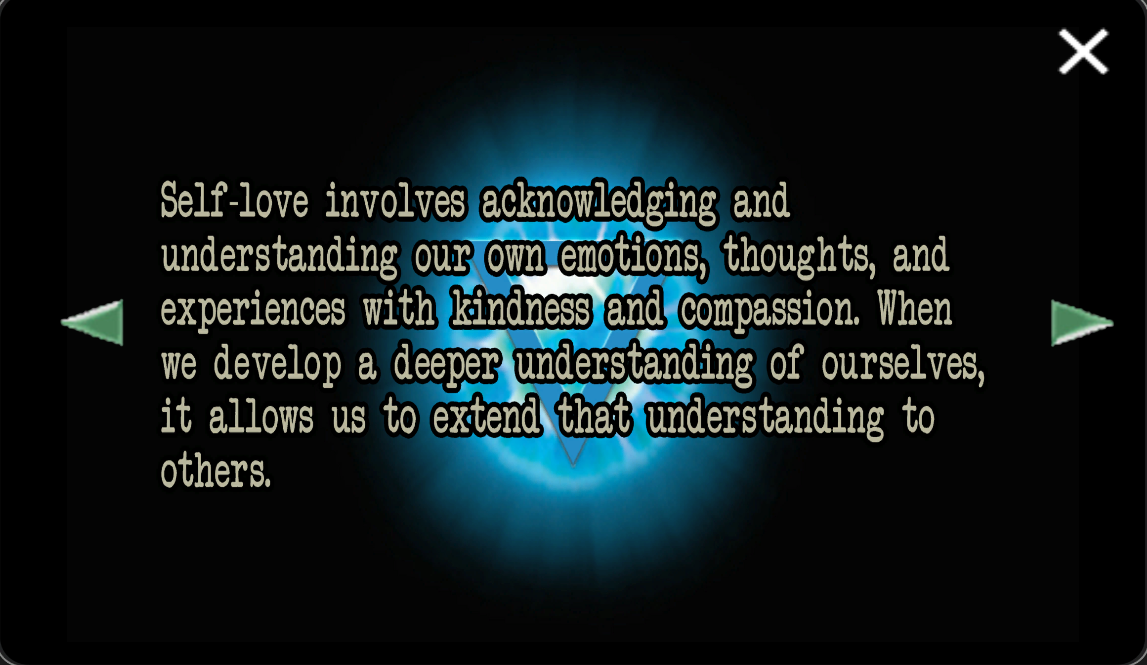 Self-love involves acknowledging and
understanding our own emotions, thoughts, and
experiences with kindness and compassion. When
we develop a deeper understanding of ourselves,
it allows us to extend that understanding to
others.